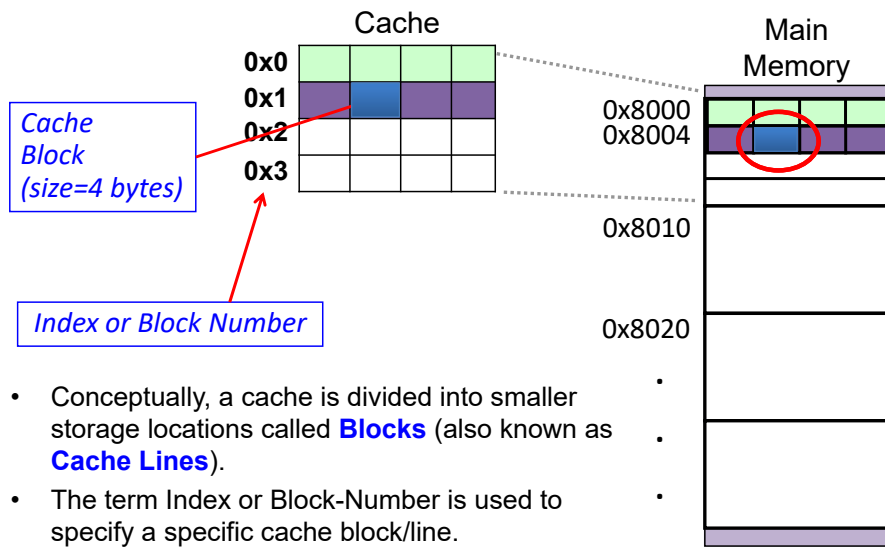 Cache
Main
Memory
0x0
0x1
0x2
0x3
0x8000
0x8004
0x8010
0x8020
Cache
Block
(size=4 bytes)
Index or Block Number
• Conceptually, a cache is divided into smaller
storage locations called Blocks (also known as
Cache Lines).
• The term Index or Block-Number is used to
specify a specific cache block/line.